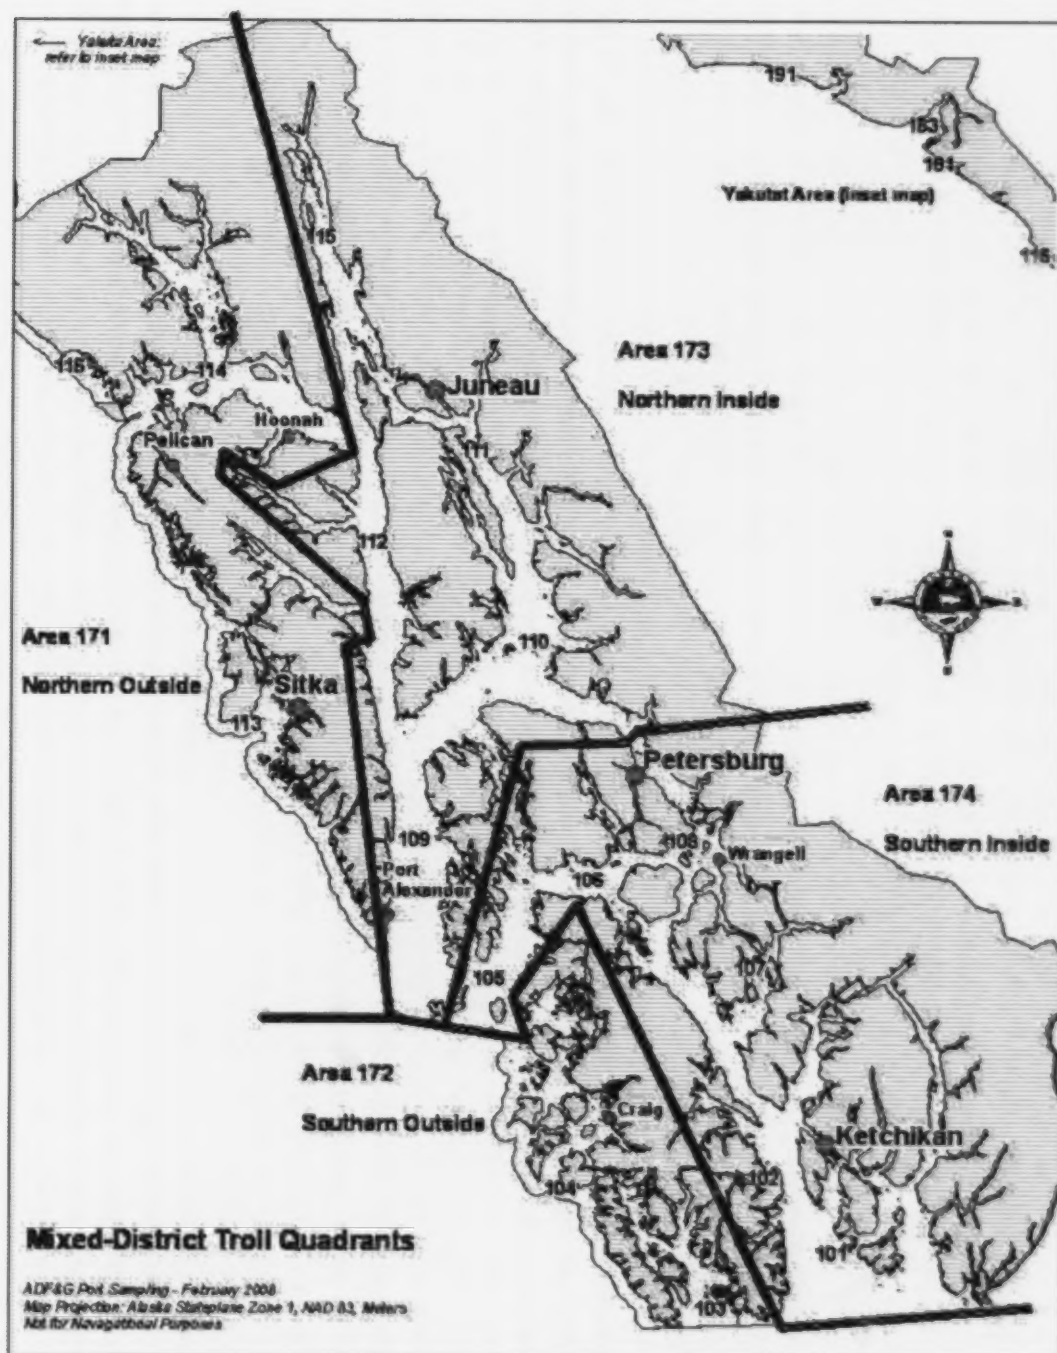 Yakutat Area:
refer to inset map
191
183
181
Yakutat Area (inset map)
116
115
Area 173
Northern Inside
116
114
Juneau
Hoonah
Pelican
111
112
Area 171
Northern Outside
110
Sitka
113
Petersburg
Area 174
Southern Inside
109
108
Wrangell
Port
Alexander
106
105
107
Area 172
Southern Outside
Craig
Ketchikan
104
102
Mixed-District Troll Quadrants
101
ADF&G Port Sampling - February 2008
Map Projection: Alaska Stateplane Zone 1, NAD 83, Meters
Not for Navagational Purposes
103